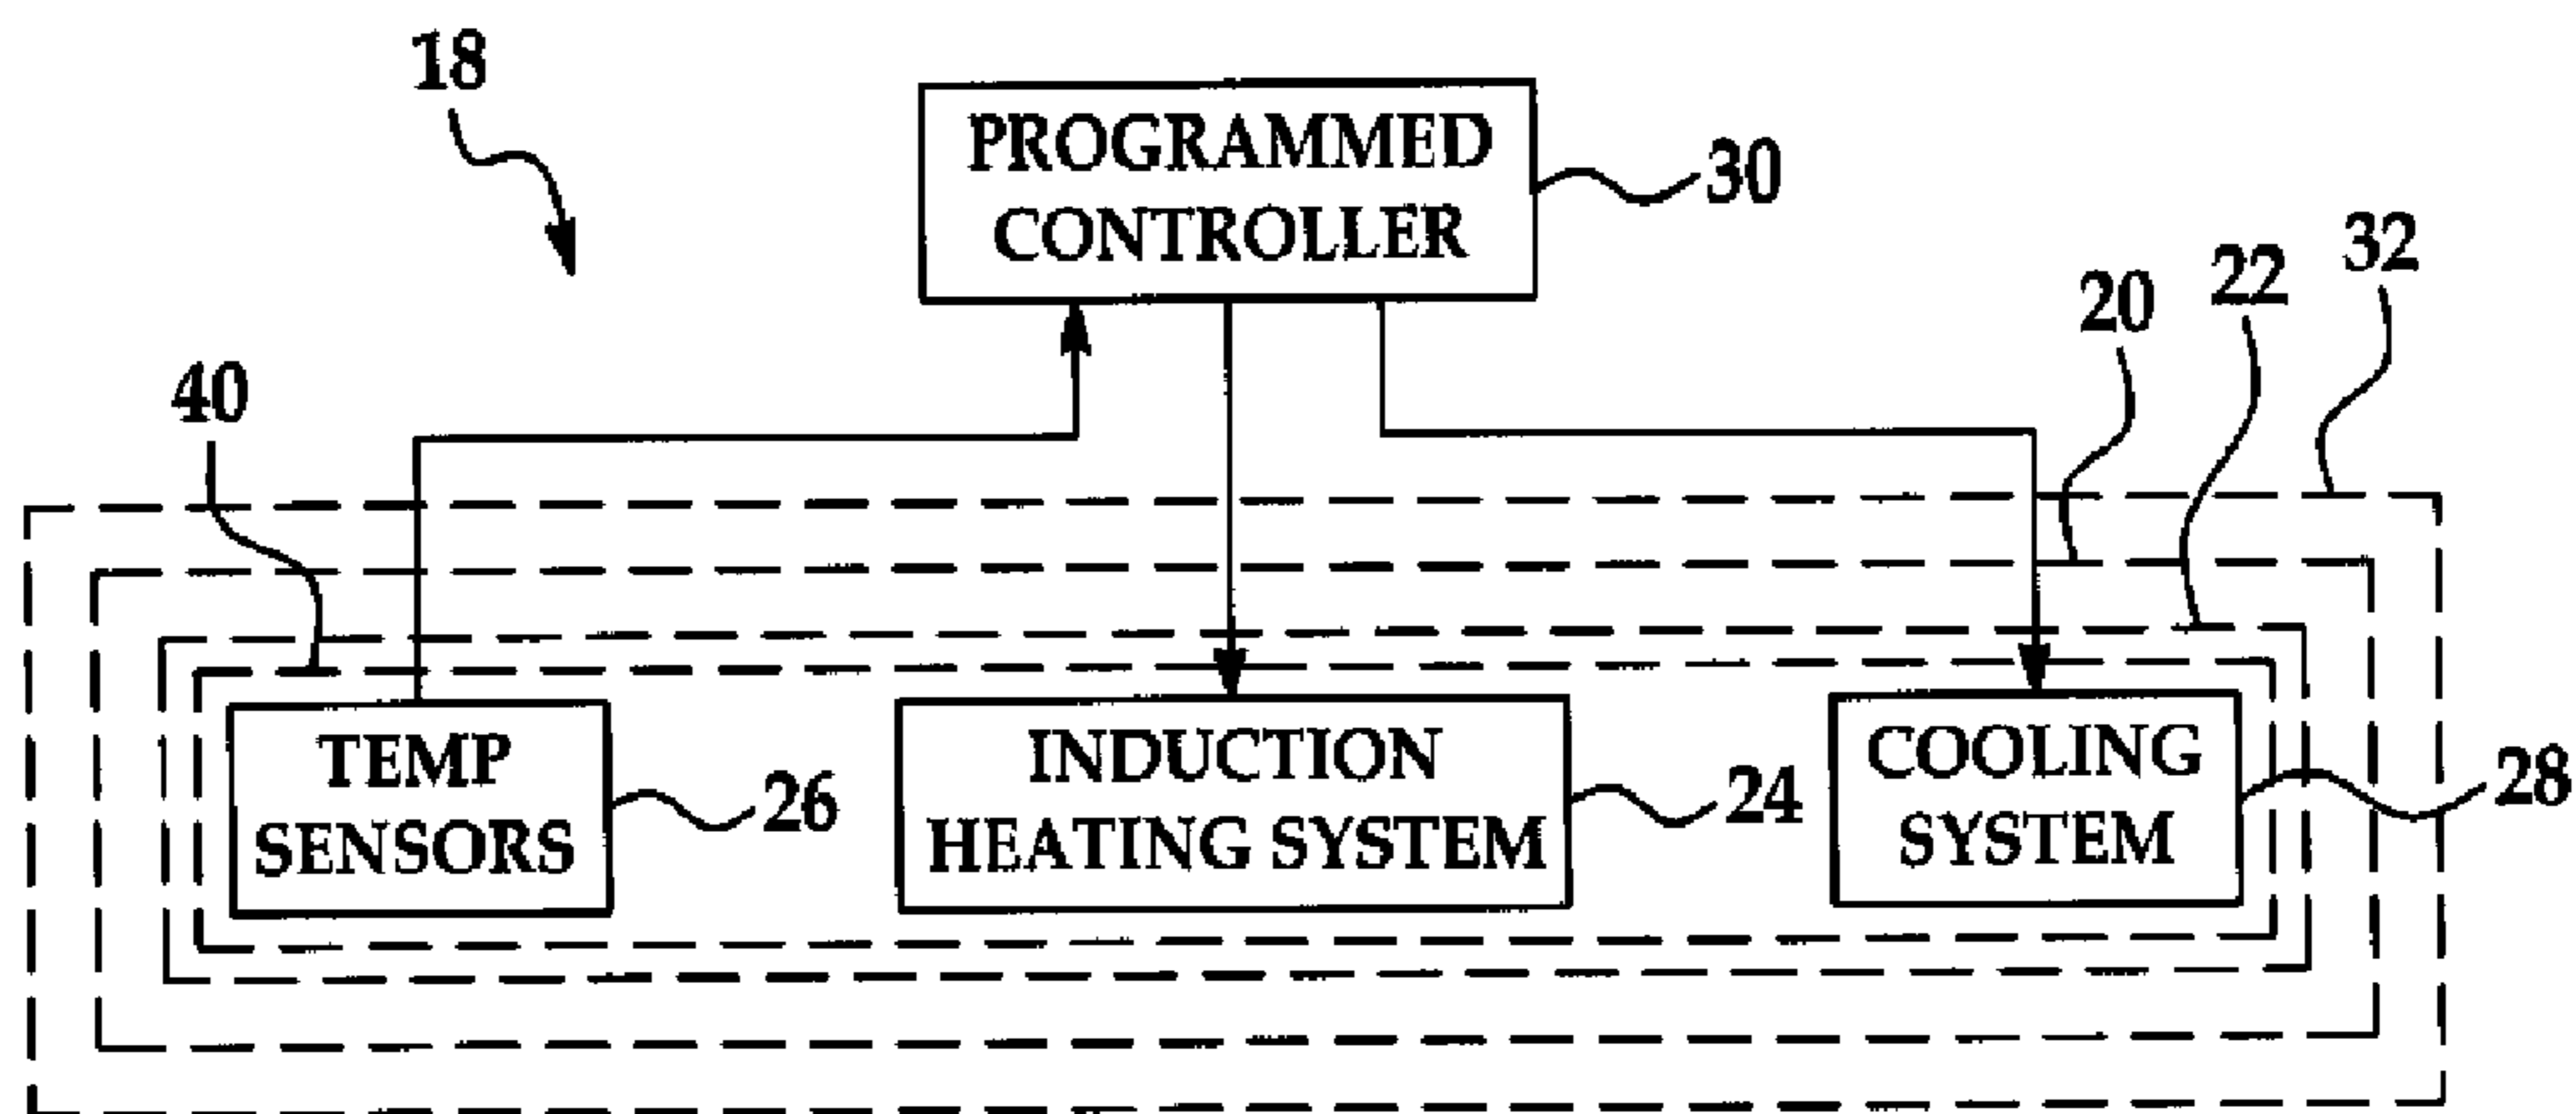 18
PROGRAMMED
CONTROLLER
30
32
22
20
40
TEMP
SENSORS
26
INDUCTION
HEATING SYSTEM
24
COOLING
SYSTEM
28